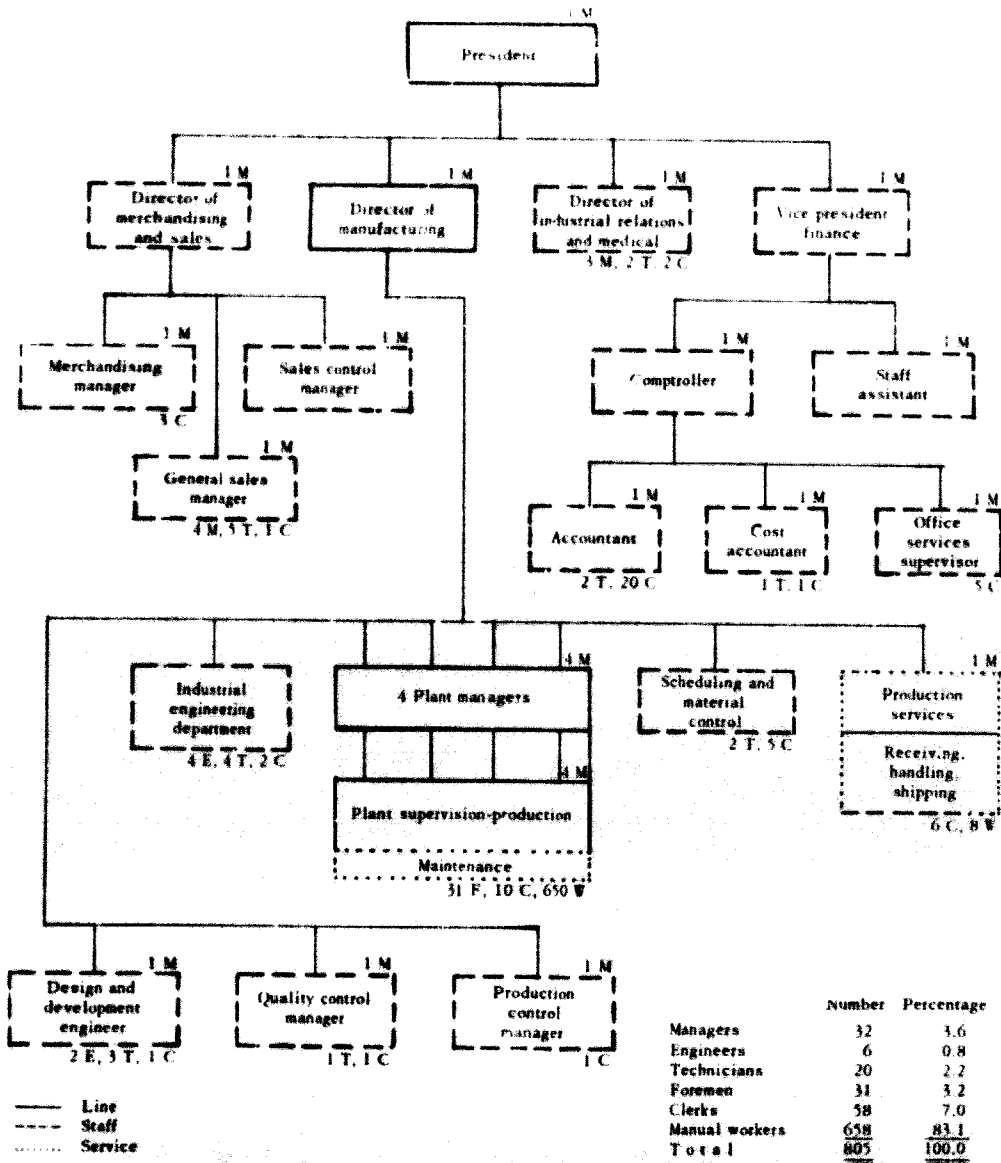 1 M
President
1 M
1 M
1 M
1 M
Director of
merchandising
and sales
Director of
manufacturing
Director of
industrial relations
and medical
3 M, 2 T, 2 C
Vice president
finance
1 M
1 M
1 M
1 M
Merchandising
manager
3 C
Sales control
manager
Comptroller
Staff
assistant
1 M
General sales
manager
4 M, 5 T, 1 C
1 M
1 M
1 M
Accountant
2 T, 20 C
Cost
accountant
1 T, 1 C
Office
services
supervisor
5 C
Industrial
engineering
department
4 E, 4 T, 2 C
4 M
4 Plant managers
4 M
Plant supervision-production
Maintenance
31 F, 10 C, 650 W
Scheduling and
material
control
2 T, 5 C
1 M
Production
services
Receiving,
handling,
shipping
6 C, 8 W
1 M
1 M
1 M
Design and
development
engineer
2 E, 3 T, 1 C
Quality control
manager
1 T, 1 C
Production
control
manager
1 C
Line
Staff
Service
Number Percentage
Managers 32 3.6
Engineers 6 0.8
Technicians 20 2.2
Foremen 31 3.2
Clerks 58 7.0
Manual workers 658 83.1
Total 805 100.0